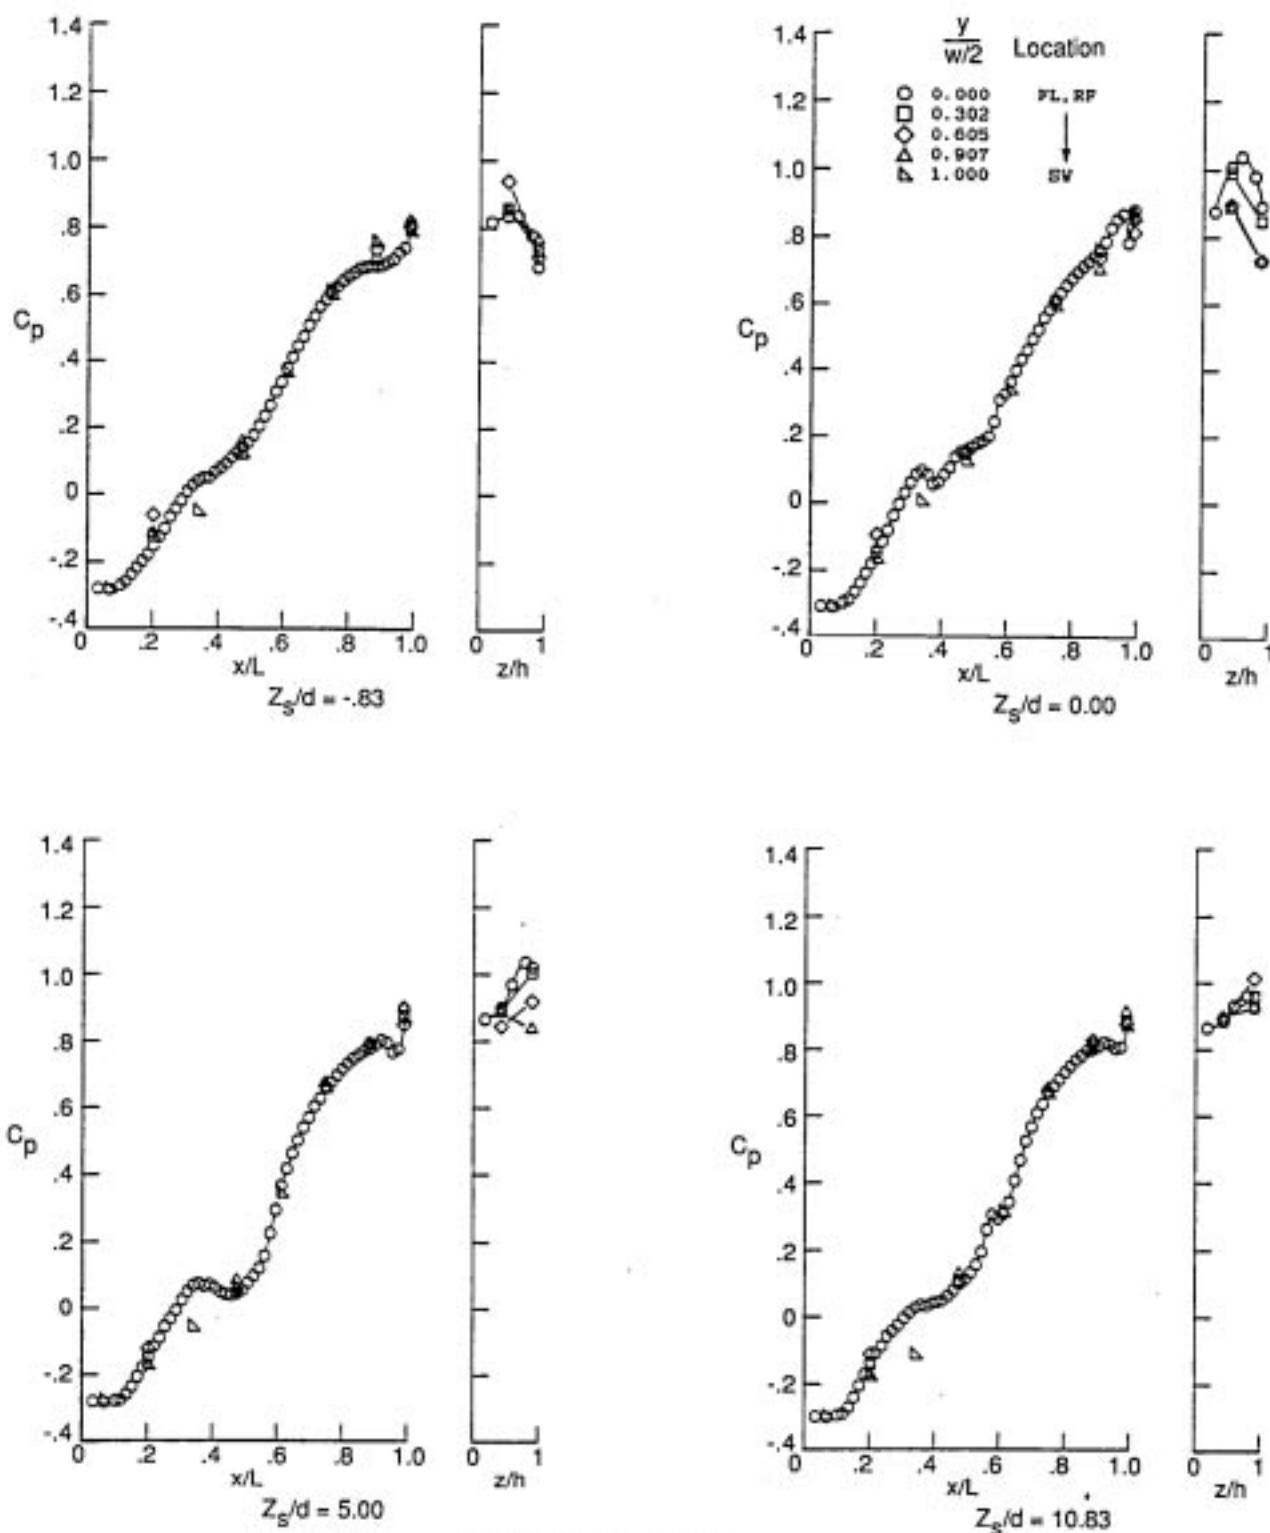 1.4
1.2
1.0
.8
.6
.4
.2
0
-.2
-.4
Cp
0 .2 .4 .6 .8 1.0
x/L
0 1
z/h
Zs/d = -.83
y
w/2
Location
0.000 FL,RF
0.302
0.605
0.907
1.000 SW
1.4
1.2
1.0
.8
.6
.4
.2
0
-.2
-.4
Cp
0 .2 .4 .6 .8 1.0
x/L
0 1
z/h
Zs/d = 0.00
1.4
1.2
1.0
.8
.6
.4
.2
0
-.2
-.4
Cp
0 .2 .4 .6 .8 1.0
x/L
0 1
z/h
Zs/d = 5.00
1.4
1.2
1.0
.8
.6
.4
.2
0
-.2
-.4
Cp
0 .2 .4 .6 .8 1.0
x/L
0 1
z/h
Zs/d = 10.83